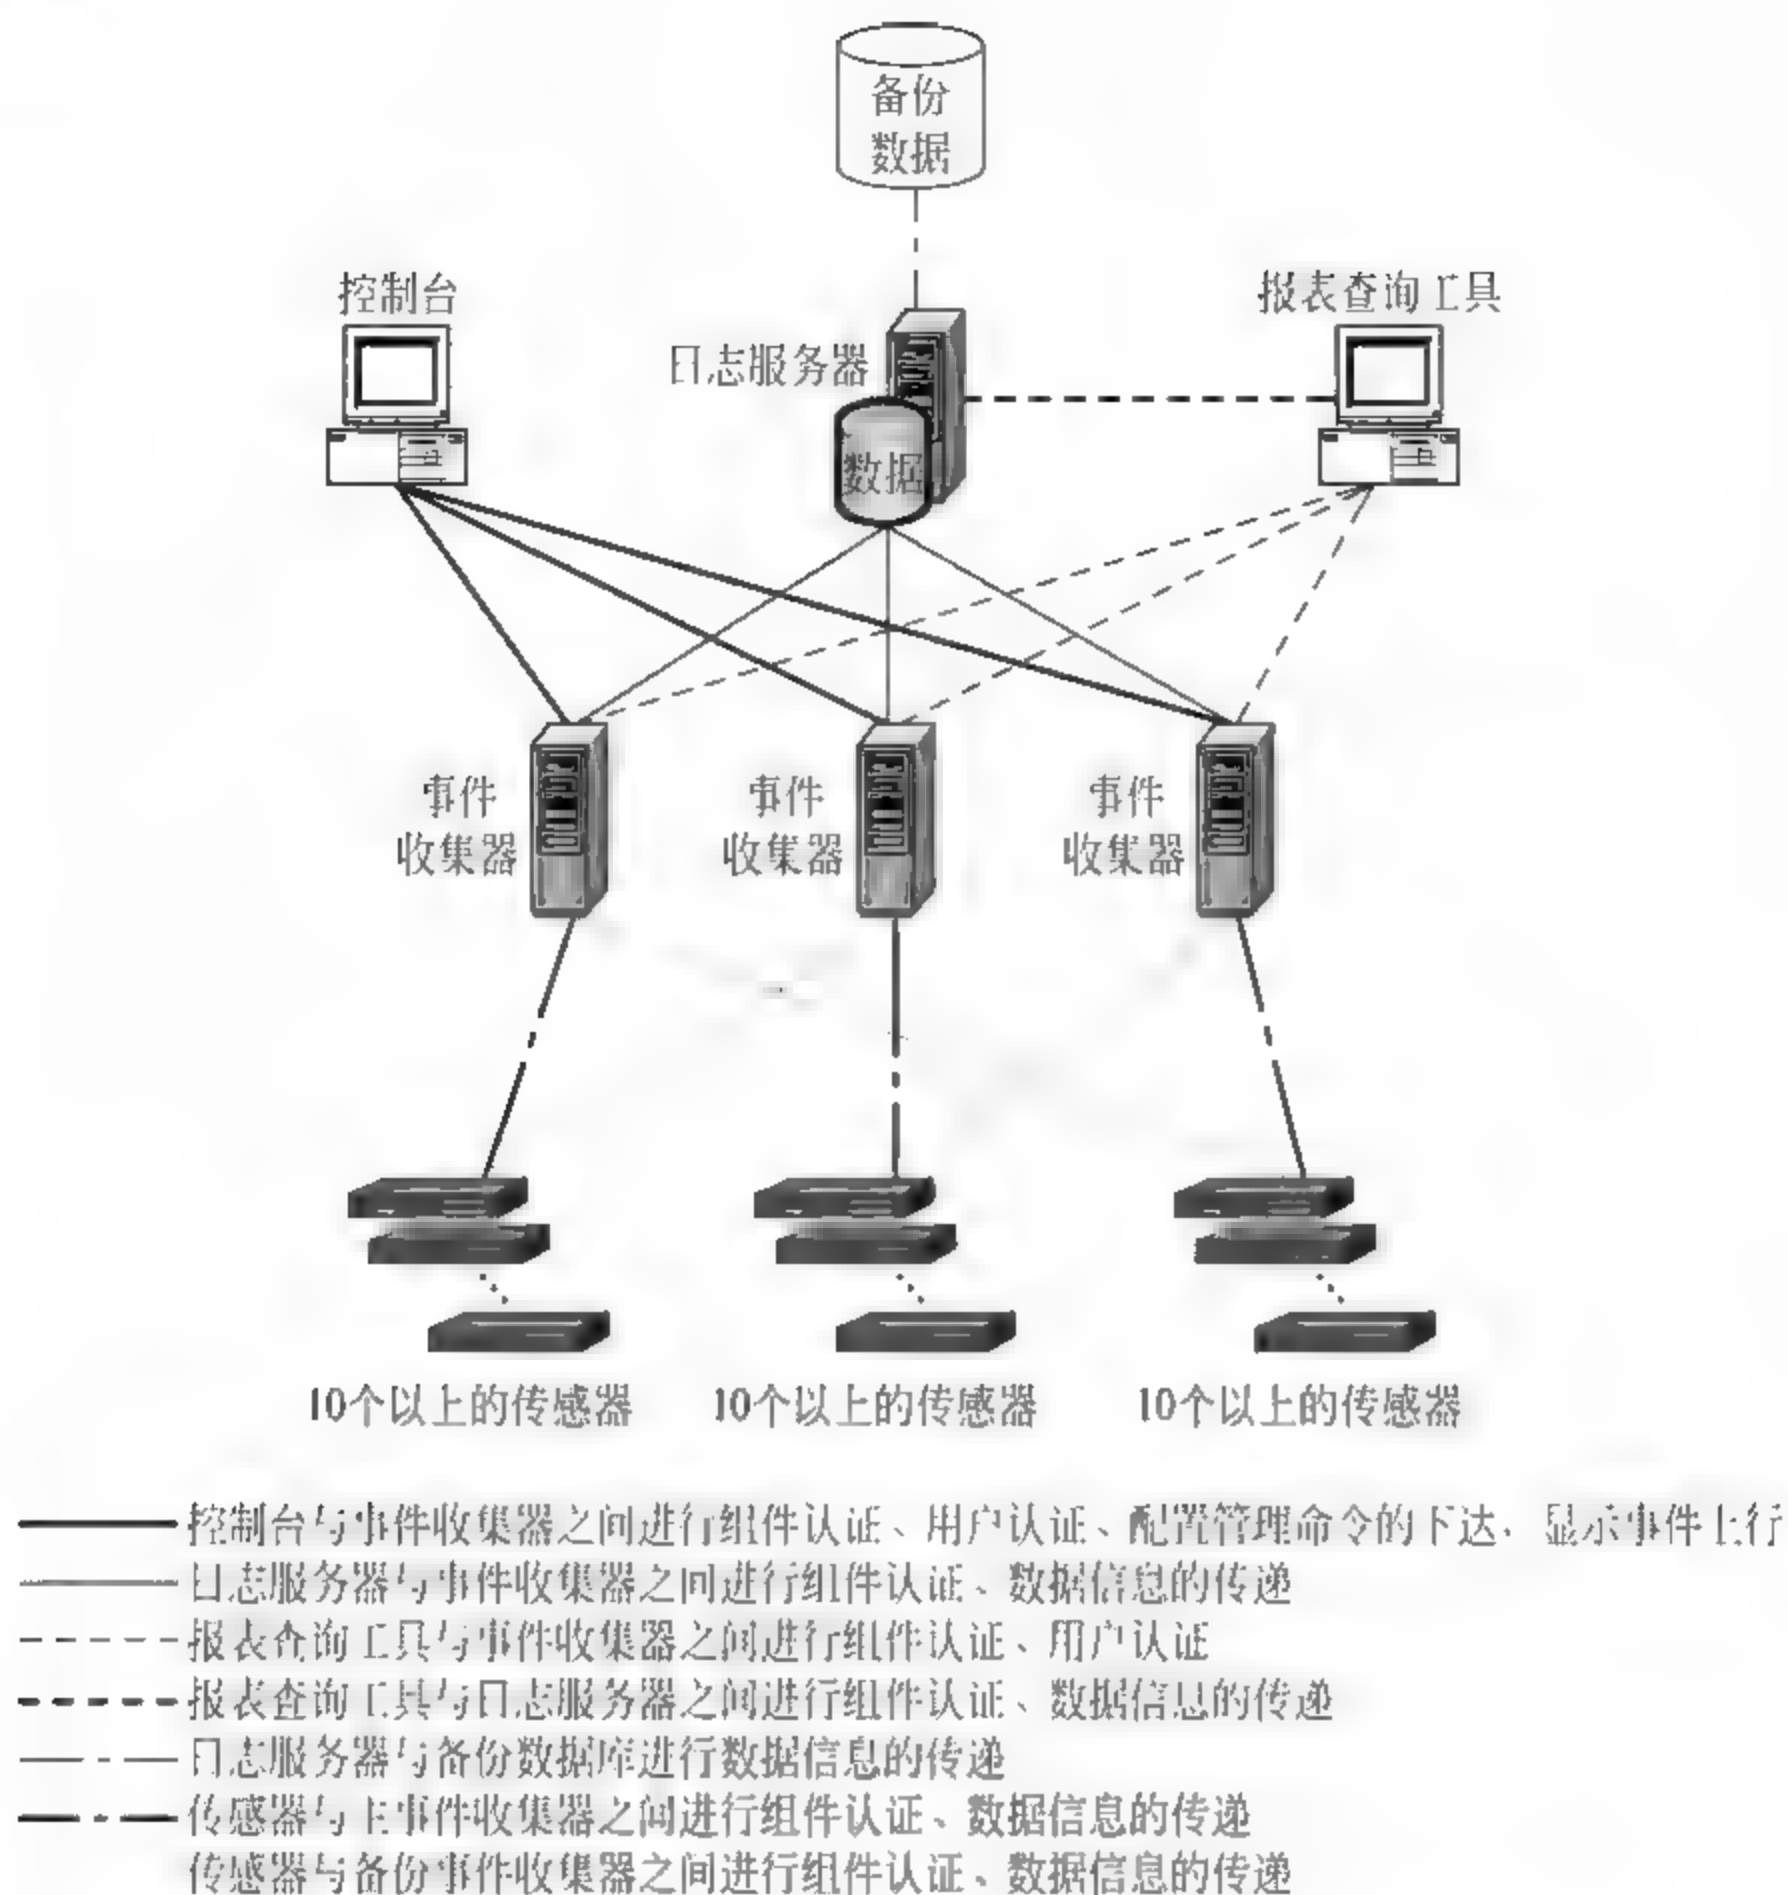 备份
数据
控制台
报表查询工具
日志服务器
数据
事件
收集器
事件
收集器
事件
收集器
10个以上的传感器
10个以上的传感器
10个以上的传感器
控制台与事件收集器之间进行组件认证、用户认证、配置管理命令的下达，显示事件上行
日志服务器与事件收集器之间进行组件认证、数据信息的传递
报表查询工具与事件收集器之间进行组件认证、用户认证
报表查询工具与日志服务器之间进行组件认证、数据信息的传递
日志服务器与备份数据库进行数据信息的传递
传感器与主事件收集器之间进行组件认证、数据信息的传递
传感器与备份事件收集器之间进行组件认证、数据信息的传递